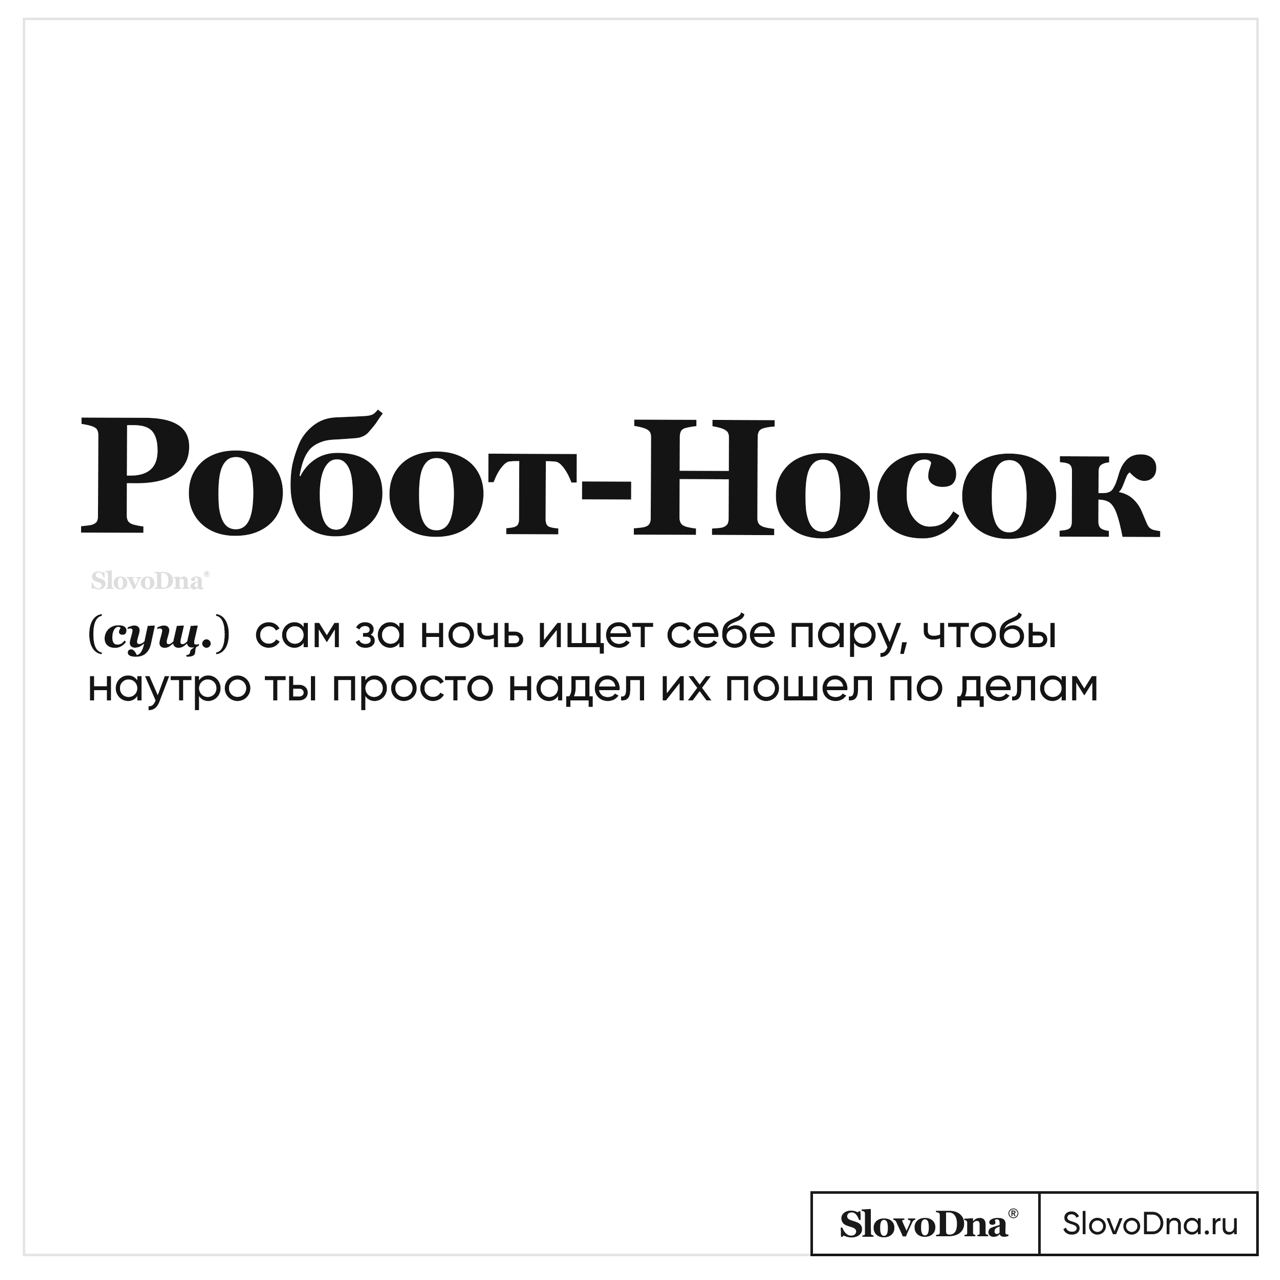 Робот-Носок
SlovoDna®
(сущ.) сам за ночь ищет себе пару, чтобы
наутро ты просто надел их пошел по делам
SlovoDna® SlovoDna.ru